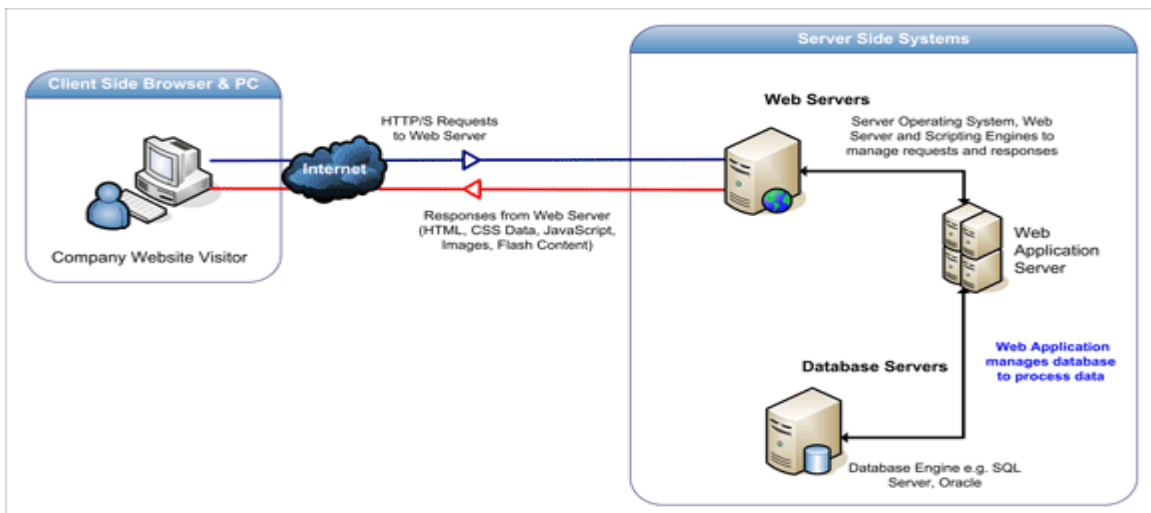 Server Side Systems
Client Side Browser & PC
Web Servers
HTTP/S Requests
to Web Server
Server Operating System, Web
Server and Scripting Engines to
manage requests and responses
Internet
Responses from Web Server
(HTML, CSS Data, JavaScript,
Images, Flash Content)
Company Website Visitor
Web
Application
Server
Web Application
manages database
to process data
Database Servers
Database Engine e.g. SQL
Server, Oracle